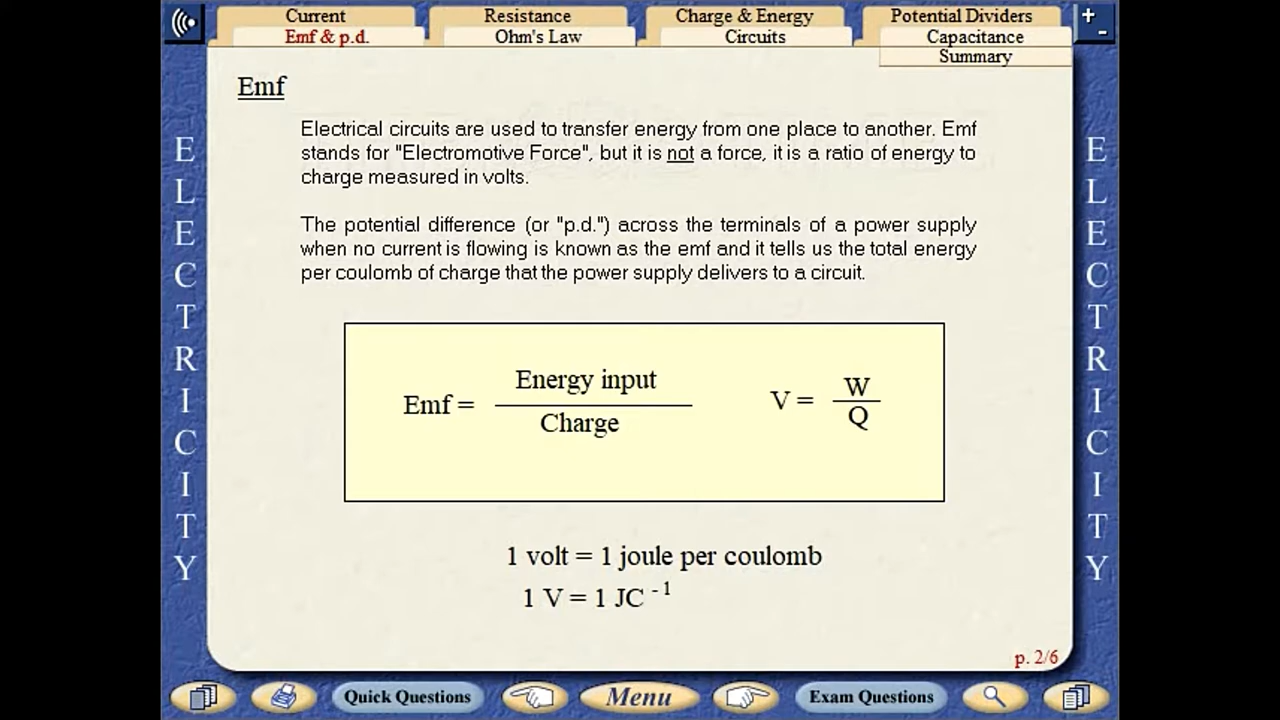 Current
Resistance
Charge & Energy
Potential Dividers
Emf & p.d.
Ohm's Law
Circuits
Capacitance
Summary
+
-
Emf
Electrical circuits are used to transfer energy from one place to another. Emf
stands for "Electromotive Force", but it is not a force, it is a ratio of energy to
charge measured in volts.
The potential difference (or "p.d.") across the terminals of a power supply
when no current is flowing is known as the emf and it tells us the total energy
per coulomb of charge that the power supply delivers to a circuit.
Emf = Energy input / Charge
V = W / Q
1 volt = 1 joule per coulomb
1 V = 1 JC⁻¹
p. 2/6
ELECTRICITY
ELECTRICITY
Quick Questions
Menu
Exam Questions